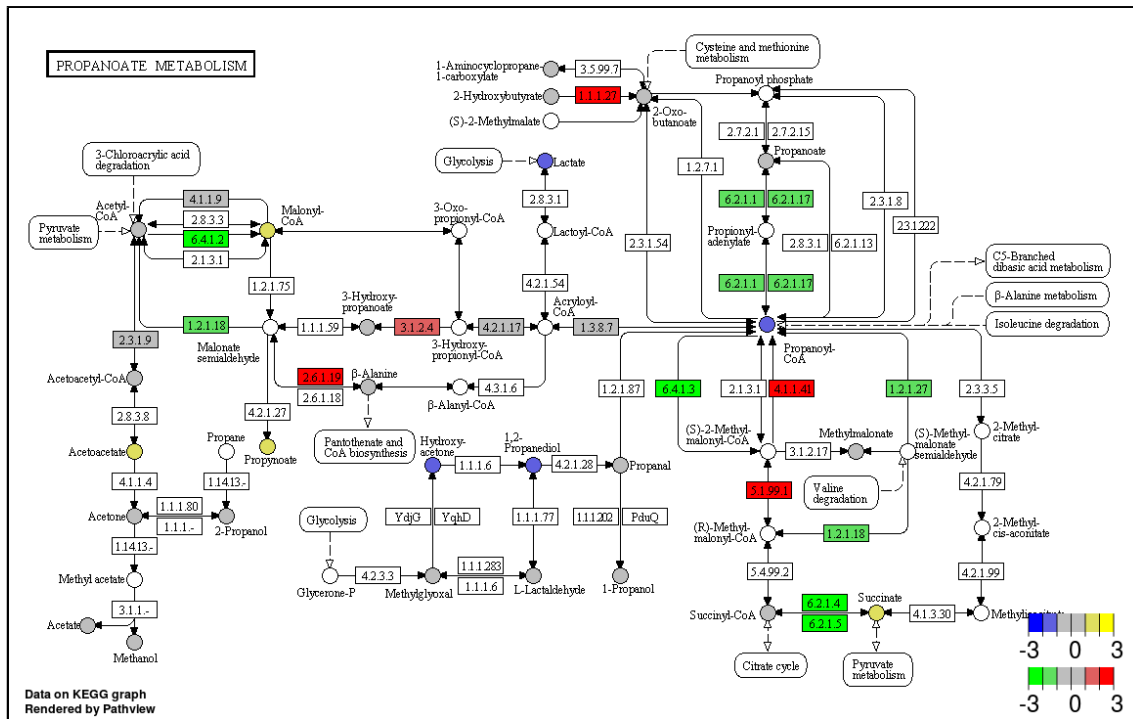 PROPANOATE METABOLISM
Cysteine and methionine
metabolism
1-Aminocyclopropane
1-carboxylate
3.5.99.7
2-Hydroxybutyrate
1.1.1.27
(S)-2-Methylmalate
2-Oxo-
butanoate
Propanoyl phosphate
2.7.2.1
2.7.2.15
1.2.7.1
Propanoate
6.2.1.1
6.2.1.17
2.3.1.8
2.3.1.222
Propionyl-
adenylate
2.8.3.1
6.2.1.13
2.3.1.54
6.2.1.1
6.2.1.17
C5-Branched
dibasic acid metabolism
β-Alanine metabolism
Isoleucine degradation
3-Chloroacrylic acid
degradation
Glycolysis
Lactate
2.8.3.1
Lactoyl-CoA
4.2.1.54
Acryloyl-
CoA
Acetyl-
CoA
4.1.1.9
2.8.3.3
6.4.1.2
2.1.3.1
Malonyl-
CoA
Pyruvate
metabolism
3-Oxo-
propionyl-CoA
1.2.1.75
3-Hydroxy-
propanoate
1.2.1.18
1.1.1.59
3.1.2.4
4.2.1.17
1.3.8.7
Malonate
semialdehyde
3-Hydroxy-
propionyl-CoA
Propanoyl-
CoA
2.3.1.9
Acetoacetyl-CoA
2.6.1.19
2.6.1.18
β-Alanine
4.3.1.6
β-Alanyl-CoA
1.2.1.87
6.4.1.3
2.1.3.1
4.1.1.41
1.2.1.27
2.3.3.5
2.8.3.8
4.2.1.27
Acetoacetate
Propane
Propynoate
Pantothenate and
CoA biosynthesis
Hydroxy-
acetone
1,2-
Propanediol
1.1.1.6
4.2.1.28
Propanal
(S)-2-Methyl-
malonyl-CoA
Methylmalonate
3.1.2.17
(S)-Methyl-
malonate
semialdehyde
2-Methyl-
citrate
4.1.1.4
1.14.13.-
Acetone
1.1.1.80
1.1.1.-
2-Propanol
Glycolysis
YdjG
YqhD
1.1.1.77
1.1.1.202
PduQ
5.1.99.1
Valine
degradation
4.2.1.79
1.14.13.-
(R)-Methyl-
malonyl-CoA
1.2.1.18
2-Methyl-
cis-aconitate
Methyl acetate
4.2.3.3
1.1.1.283
1.1.1.6
Glycerone-P
Methylglyoxal
L-Lactaldehyde
1-Propanol
5.4.99.2
4.2.1.99
3.1.1.-
Acetate
Methanol
Succinyl-CoA
6.2.1.4
6.2.1.5
Succinate
4.1.3.30
Citrate cycle
Pyruvate
metabolism
-3 0 3
-3 0 3
Data on KEGG graph
Rendered by Pathview